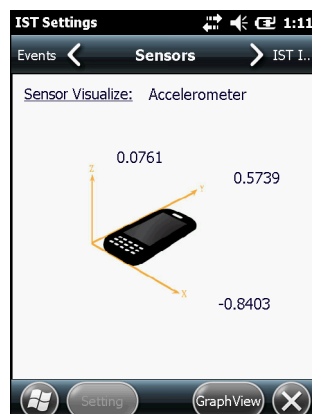 IST Settings 1:11
Events Sensors IST I..
Sensor Visualize: Accelerometer
0.0761
Z
Y
0.5739
X
-0.8403
Setting GraphView